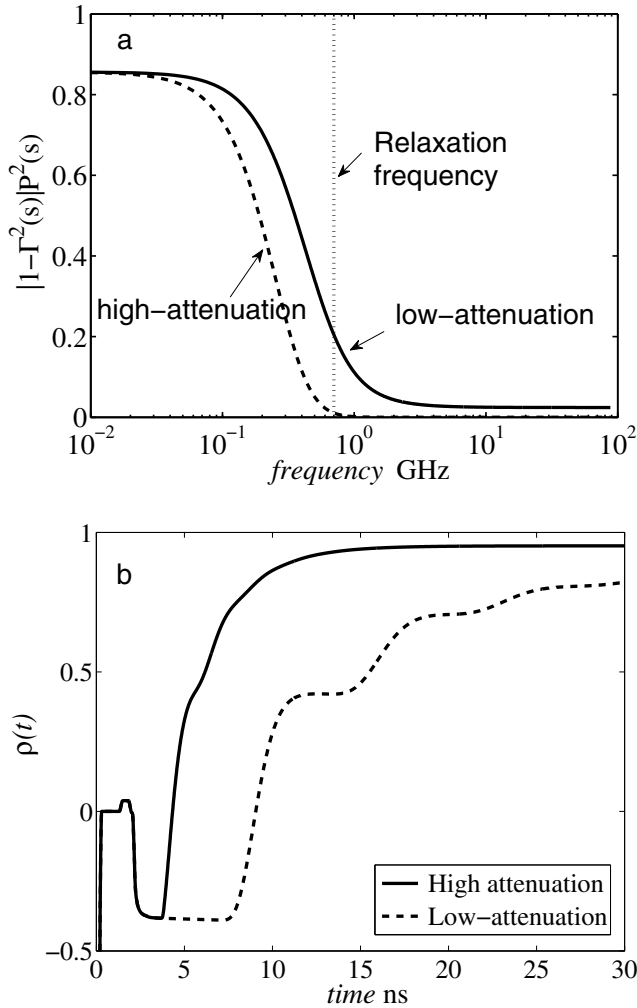 a
1
0.8
0.6
0.4
0.2
0
|1−Γ²(s)|P²(s)
Relaxation
frequency
high−attenuation
low−attenuation
10⁻²
10⁻¹
10⁰
10¹
10²
frequency GHz
b
1
0.5
0
-0.5
ρ(t)
High attenuation
Low−attenuation
0
5
10
15
20
25
30
time ns